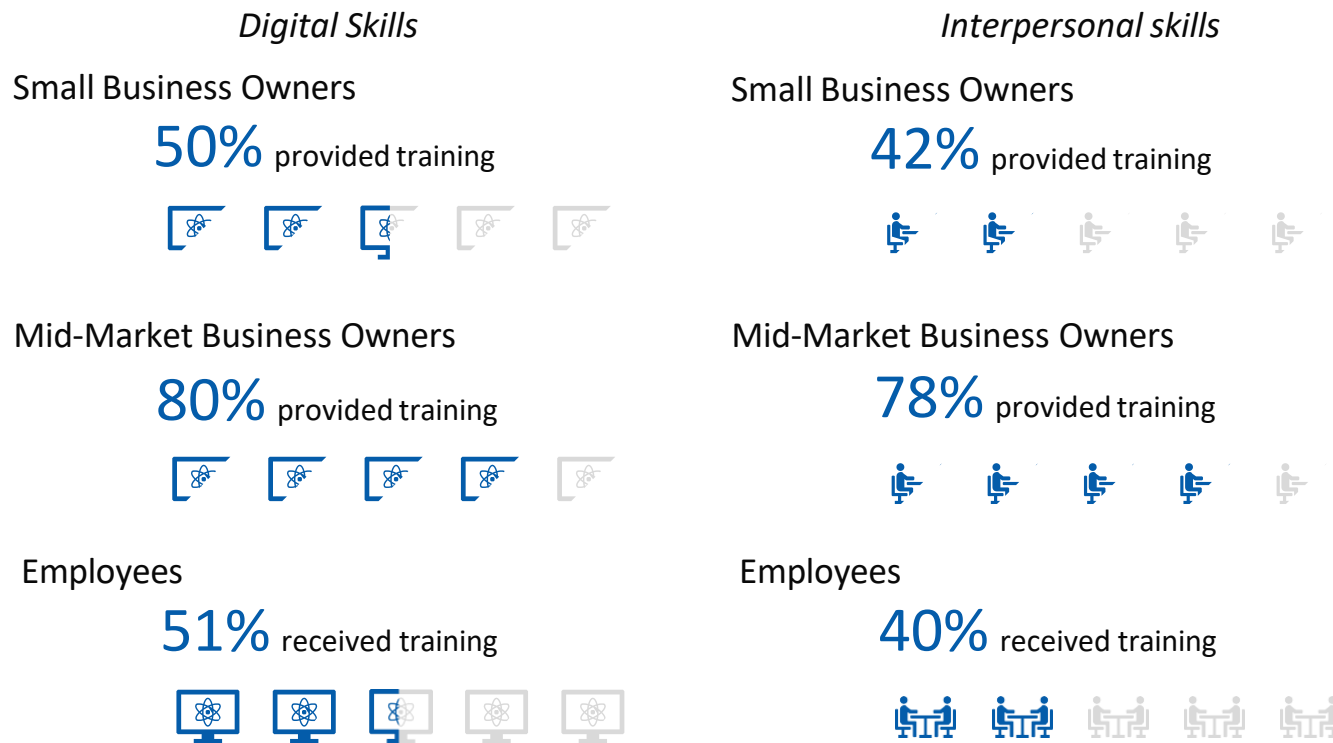 Digital Skills
Small Business Owners
50% provided training
Mid-Market Business Owners
80% provided training
Employees
51% received training
Interpersonal skills
Small Business Owners
42% provided training
Mid-Market Business Owners
78% provided training
Employees
40% received training